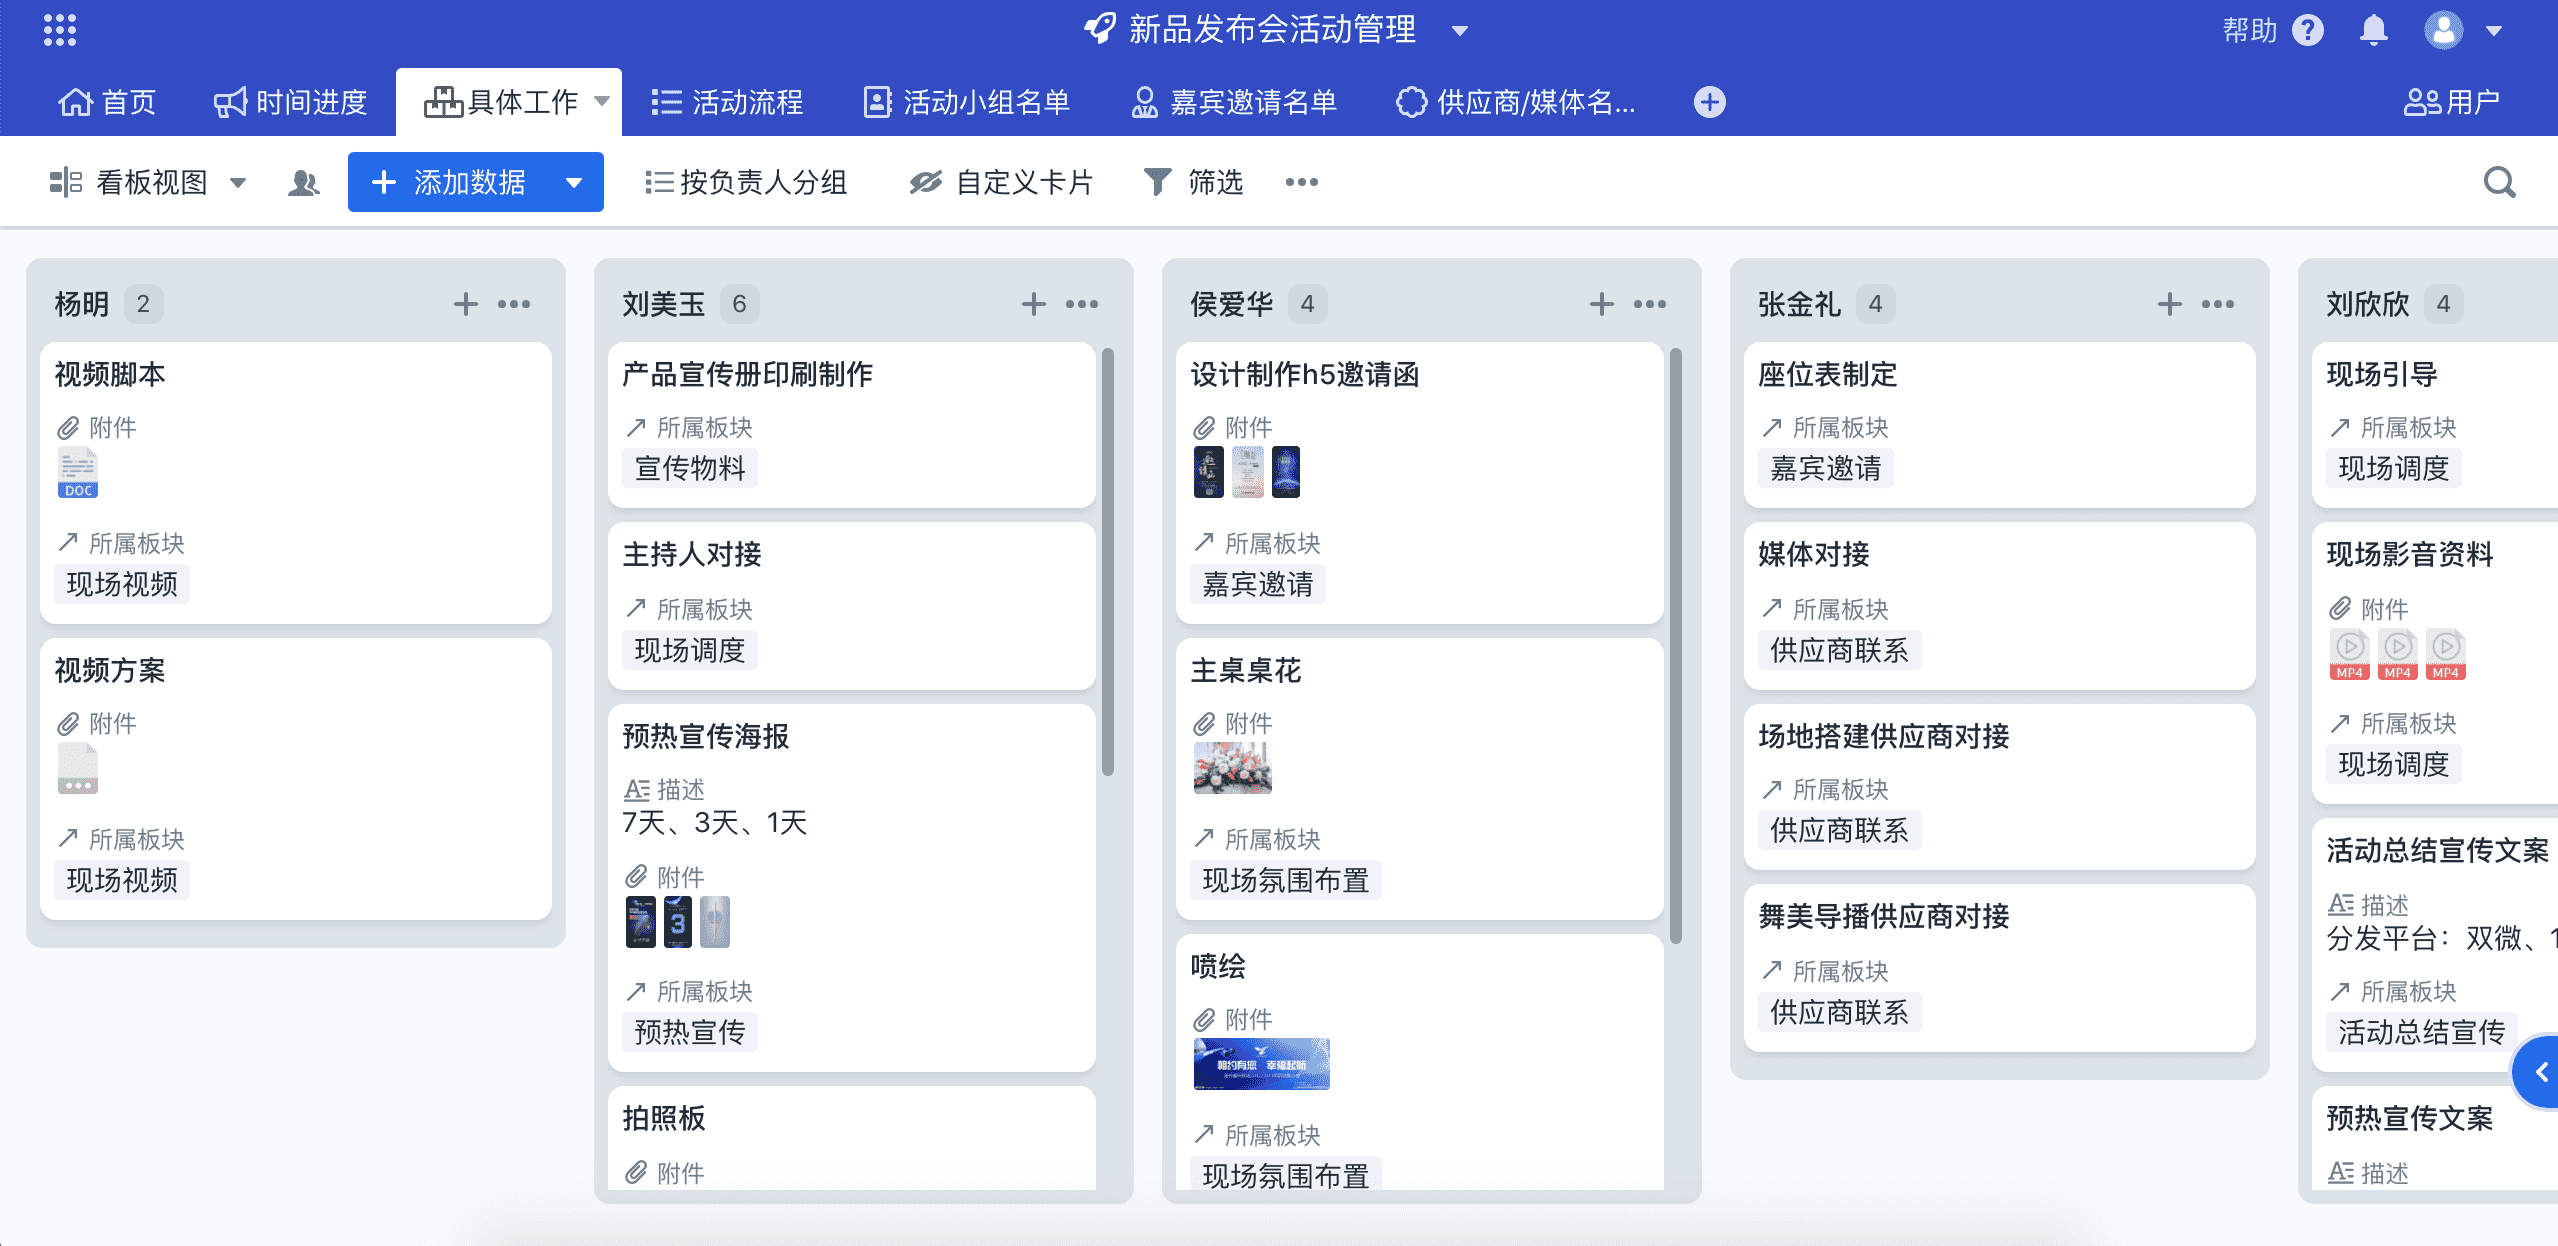 新品发布会活动管理
帮助
首页
时间进度
具体工作
活动流程
活动小组名单
嘉宾邀请名单
供应商/媒体名...
用户
看板视图
添加数据
按负责人分组
自定义卡片
筛选
杨明 2
视频脚本
附件
DOC
所属板块
现场视频
视频方案
附件
所属板块
现场视频
刘美玉 6
产品宣传册印刷制作
所属板块
宣传物料
主持人对接
所属板块
现场调度
预热宣传海报
描述
7天、3天、1天
附件
3
所属板块
预热宣传
拍照板
附件
侯爱华 4
设计制作h5邀请函
附件
所属板块
嘉宾邀请
主桌桌花
附件
所属板块
现场氛围布置
喷绘
附件
相约有您 幸福起航
所属板块
现场氛围布置
张金礼 4
座位表制定
所属板块
嘉宾邀请
媒体对接
所属板块
供应商联系
场地搭建供应商对接
所属板块
供应商联系
舞美导播供应商对接
所属板块
供应商联系
刘欣欣 4
现场引导
所属板块
现场调度
现场影音资料
附件
MP4 MP4 MP4
所属板块
现场调度
活动总结宣传文案
描述
分发平台：双微、1
所属板块
活动总结宣传
预热宣传文案
描述